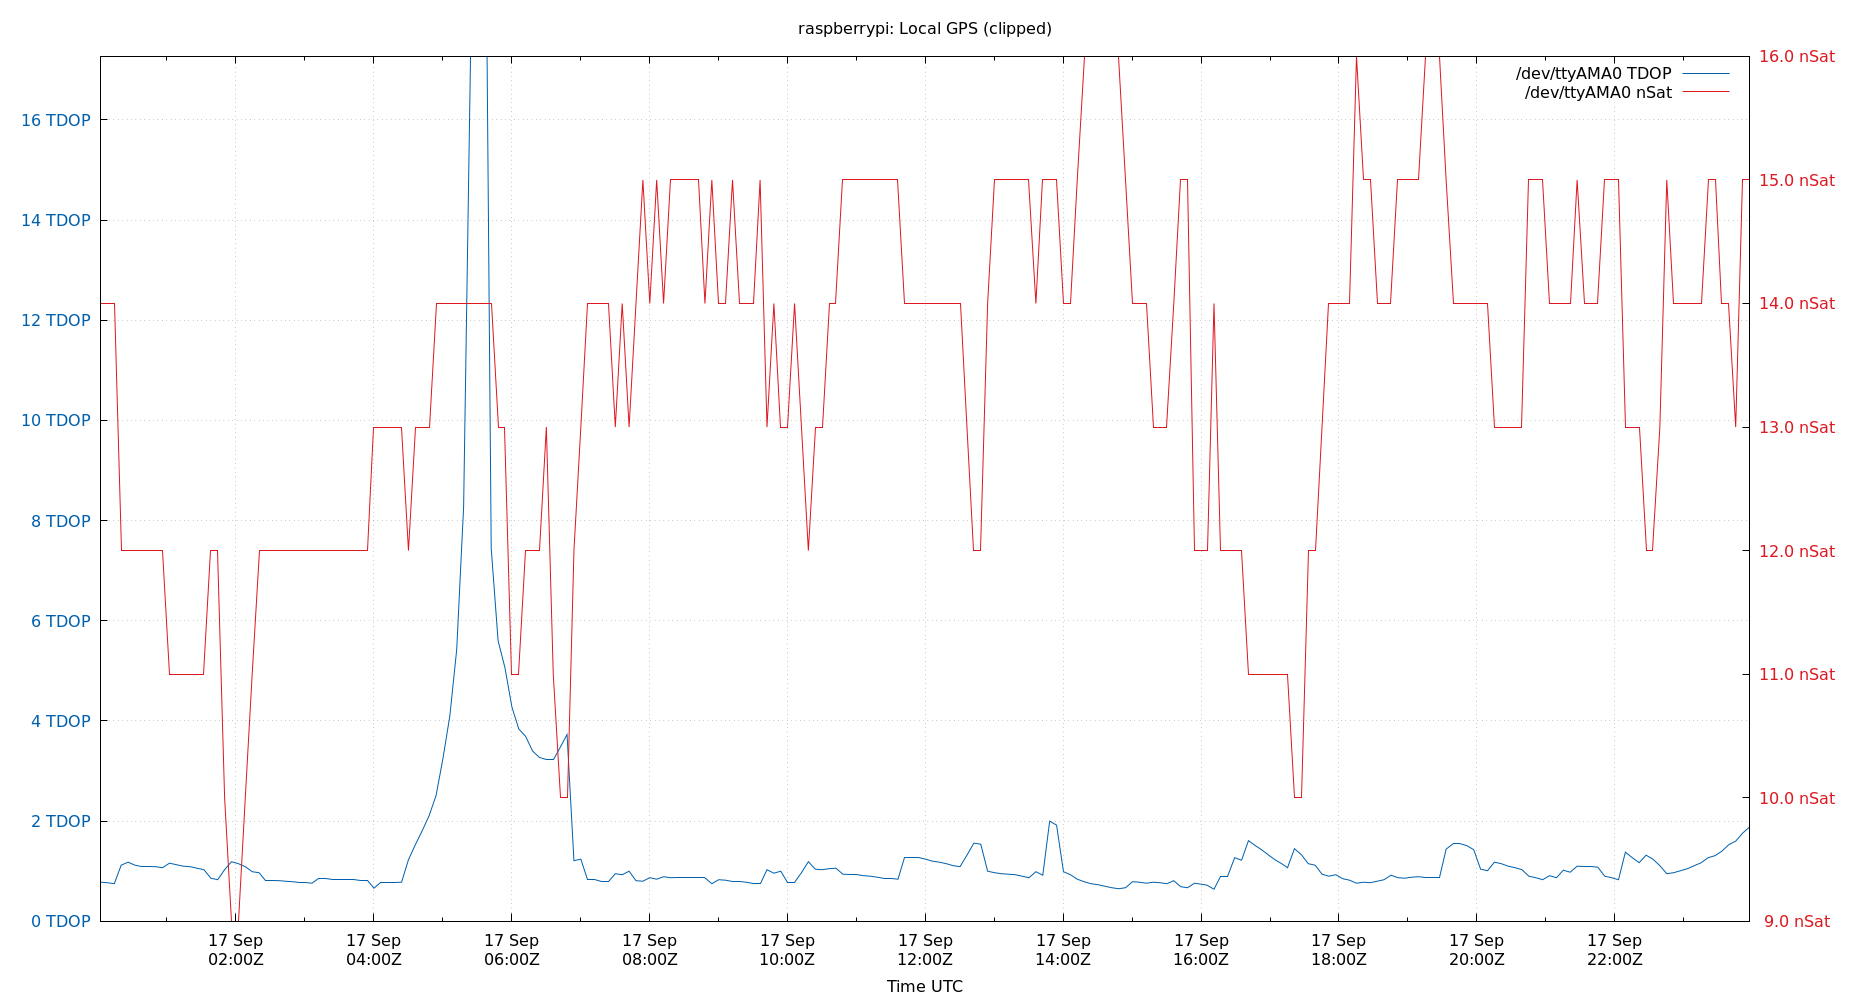 raspberrypi: Local GPS (clipped)
/dev/ttyAMA0 TDOP
/dev/ttyAMA0 nSat
16 TDOP
14 TDOP
12 TDOP
10 TDOP
8 TDOP
6 TDOP
4 TDOP
2 TDOP
0 TDOP
16.0 nSat
15.0 nSat
14.0 nSat
13.0 nSat
12.0 nSat
11.0 nSat
10.0 nSat
9.0 nSat
17 Sep
02:00Z
17 Sep
04:00Z
17 Sep
06:00Z
17 Sep
08:00Z
17 Sep
10:00Z
17 Sep
12:00Z
17 Sep
14:00Z
17 Sep
16:00Z
17 Sep
18:00Z
17 Sep
20:00Z
17 Sep
22:00Z
Time UTC